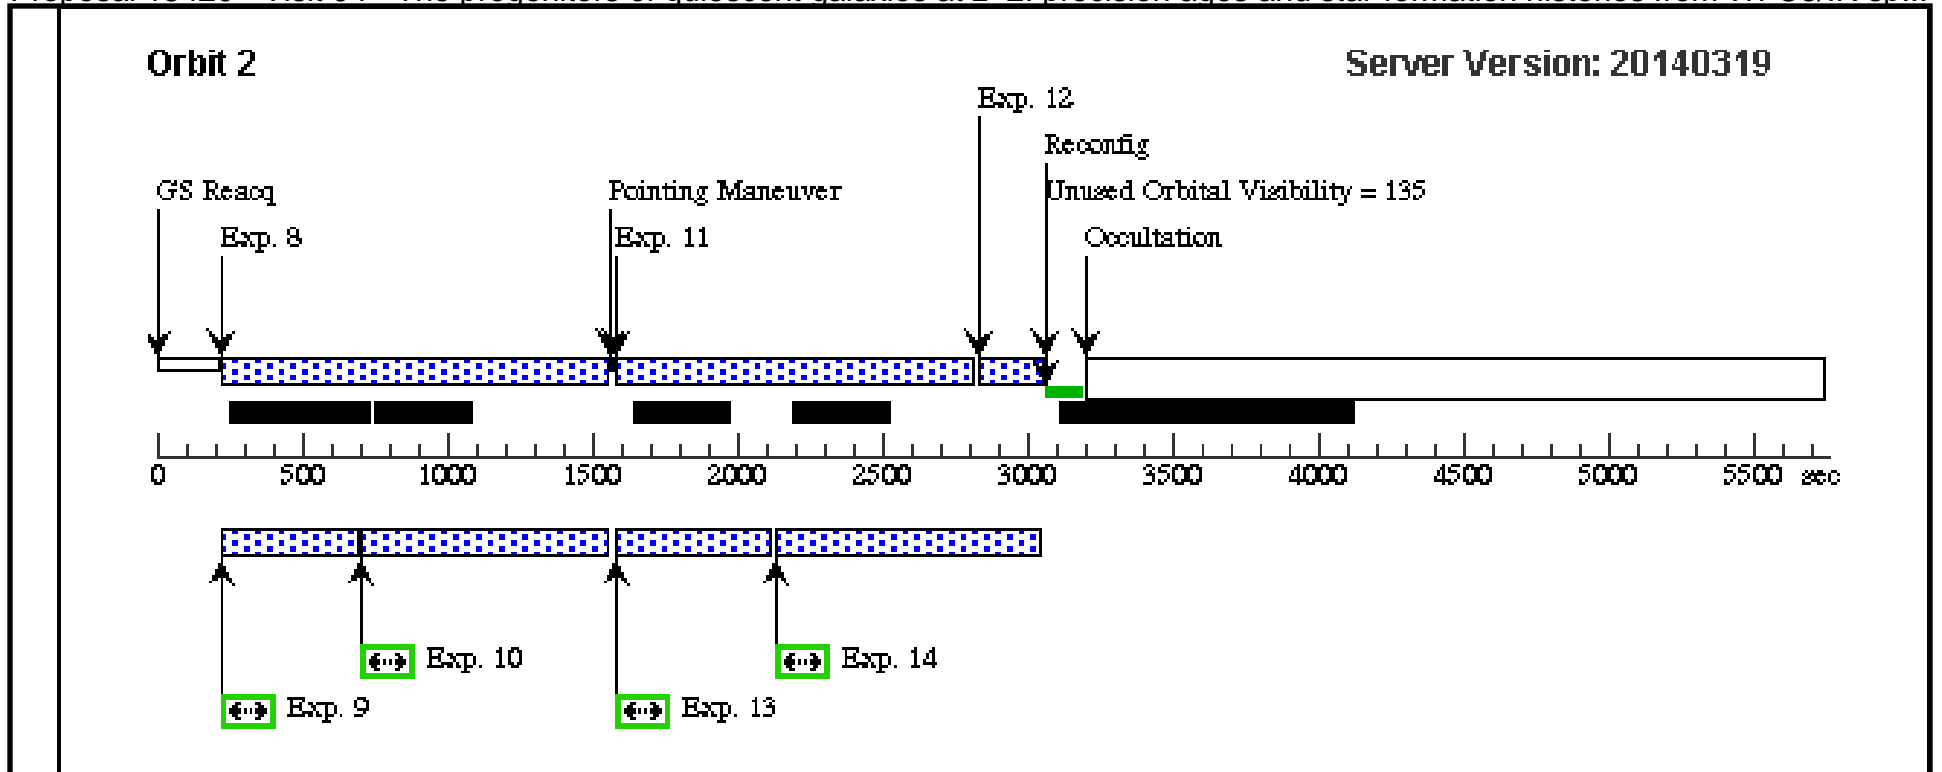 Orbit 2
Server Version: 20140319
Exp. 12
Reconfig
GS Reacq
Pointing Maneuver
Unused Orbital Visibility = 135
Exp. 8
Exp. 11
Occultation
0 500 1000 1500 2000 2500 3000 3500 4000 4500 5000 5500 sec
Exp. 10
Exp. 14
Exp. 9
Exp. 13